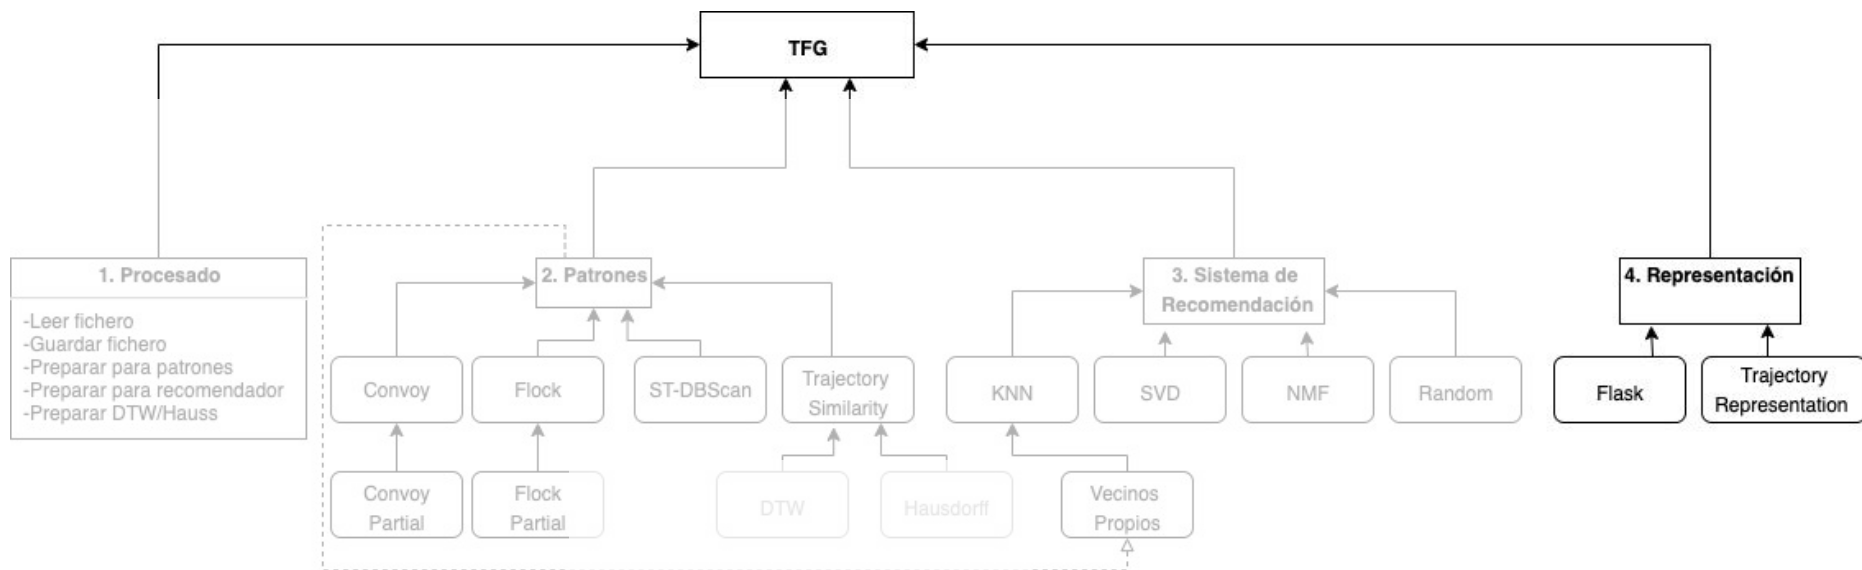 TFG
1. Procesado
-Leer fichero
-Guardar fichero
-Preparar para patrones
-Preparar para recomendador
-Preparar DTW/Hauss
2. Patrones
Convoy
Flock
ST-DBScan
Trajectory
Similarity
Convoy
Partial
Flock
Partial
DTW
Hausdorff
3. Sistema de
Recomendación
KNN
SVD
NMF
Random
Vecinos
Propios
4. Representación
Flask
Trajectory
Representation